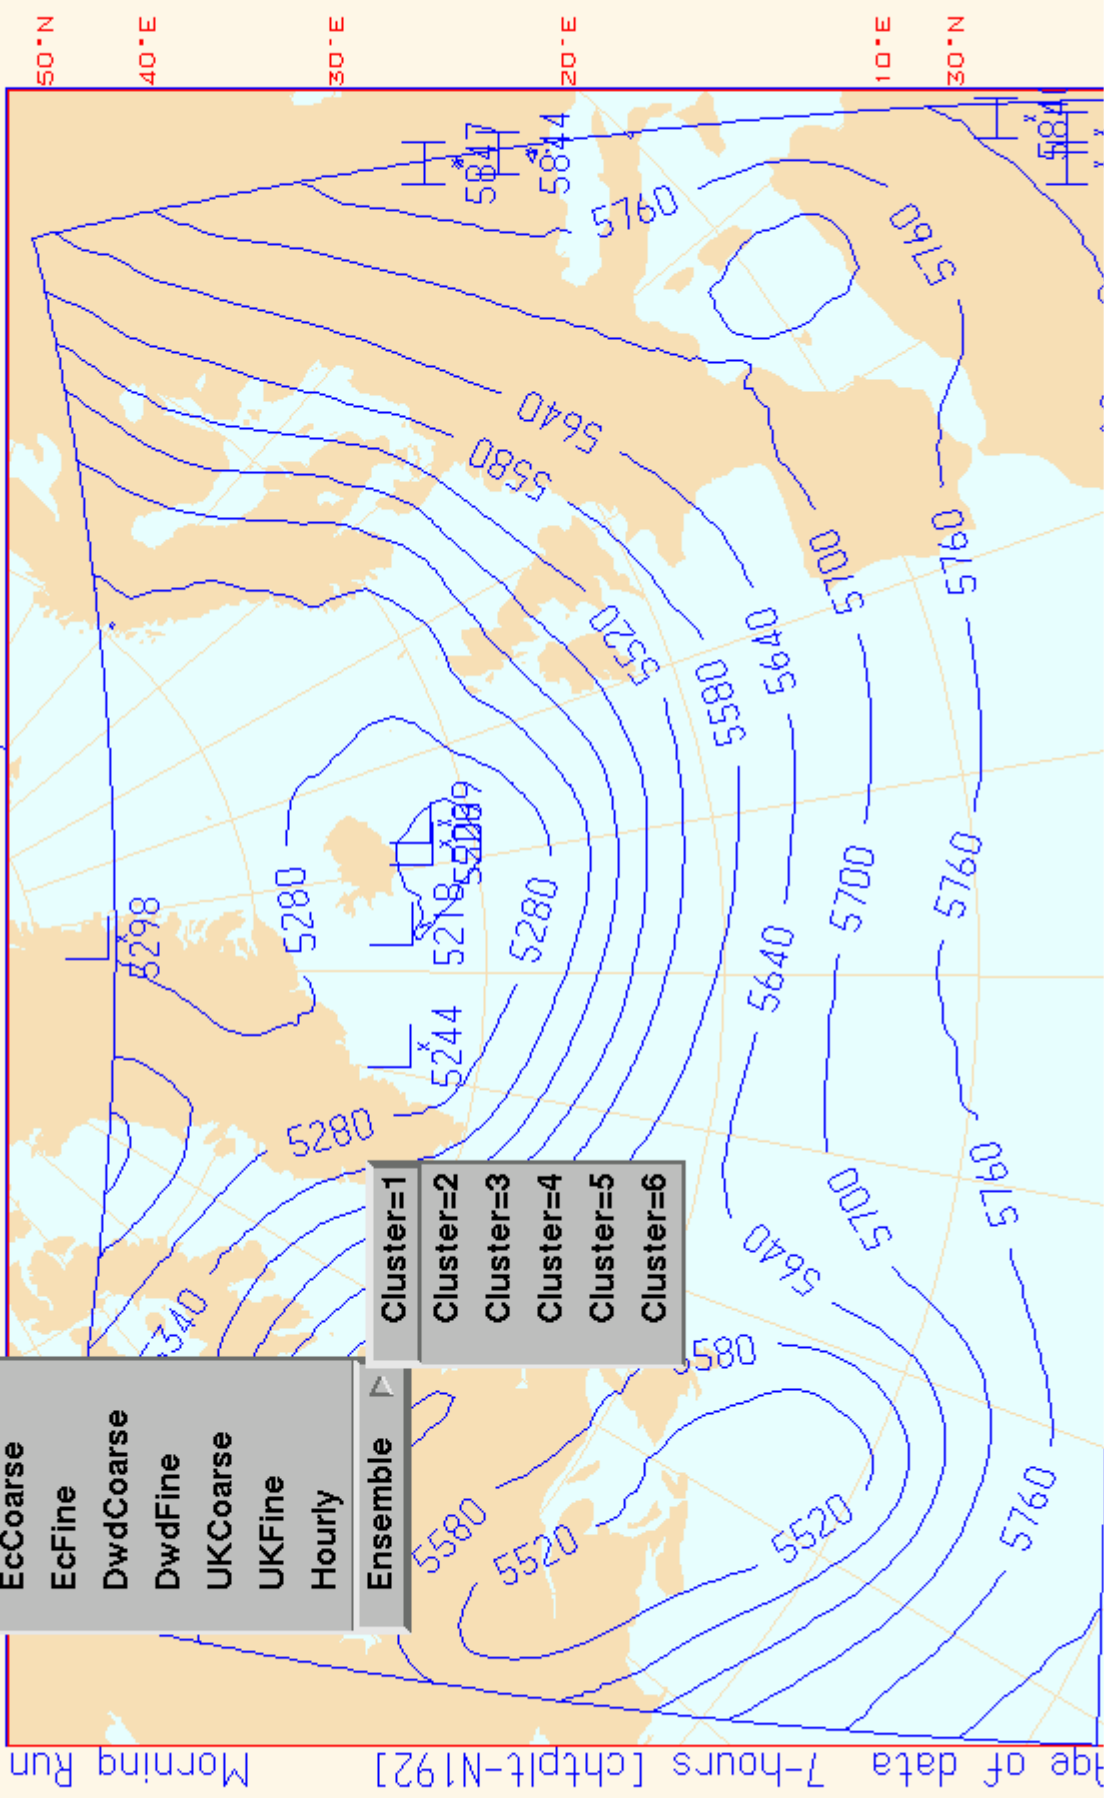 Morning Run
[chtplt-N192]
7-hours
Age of data
EcCoarse
EcFine
DwdCoarse
DwdFine
UKCoarse
UKFine
Hourly
Ensemble
Cluster=1
Cluster=2
Cluster=3
Cluster=4
Cluster=5
Cluster=6
50°N
40°E
30°E
20°E
10°E
30°N
5298
5280
5280
5280
5244
5218
5847
5844
5760
5760
5760
5760
5760
5760
5700
5700
5700
5640
5640
5640
5640
5580
5580
5580
5580
5520
5520
5520